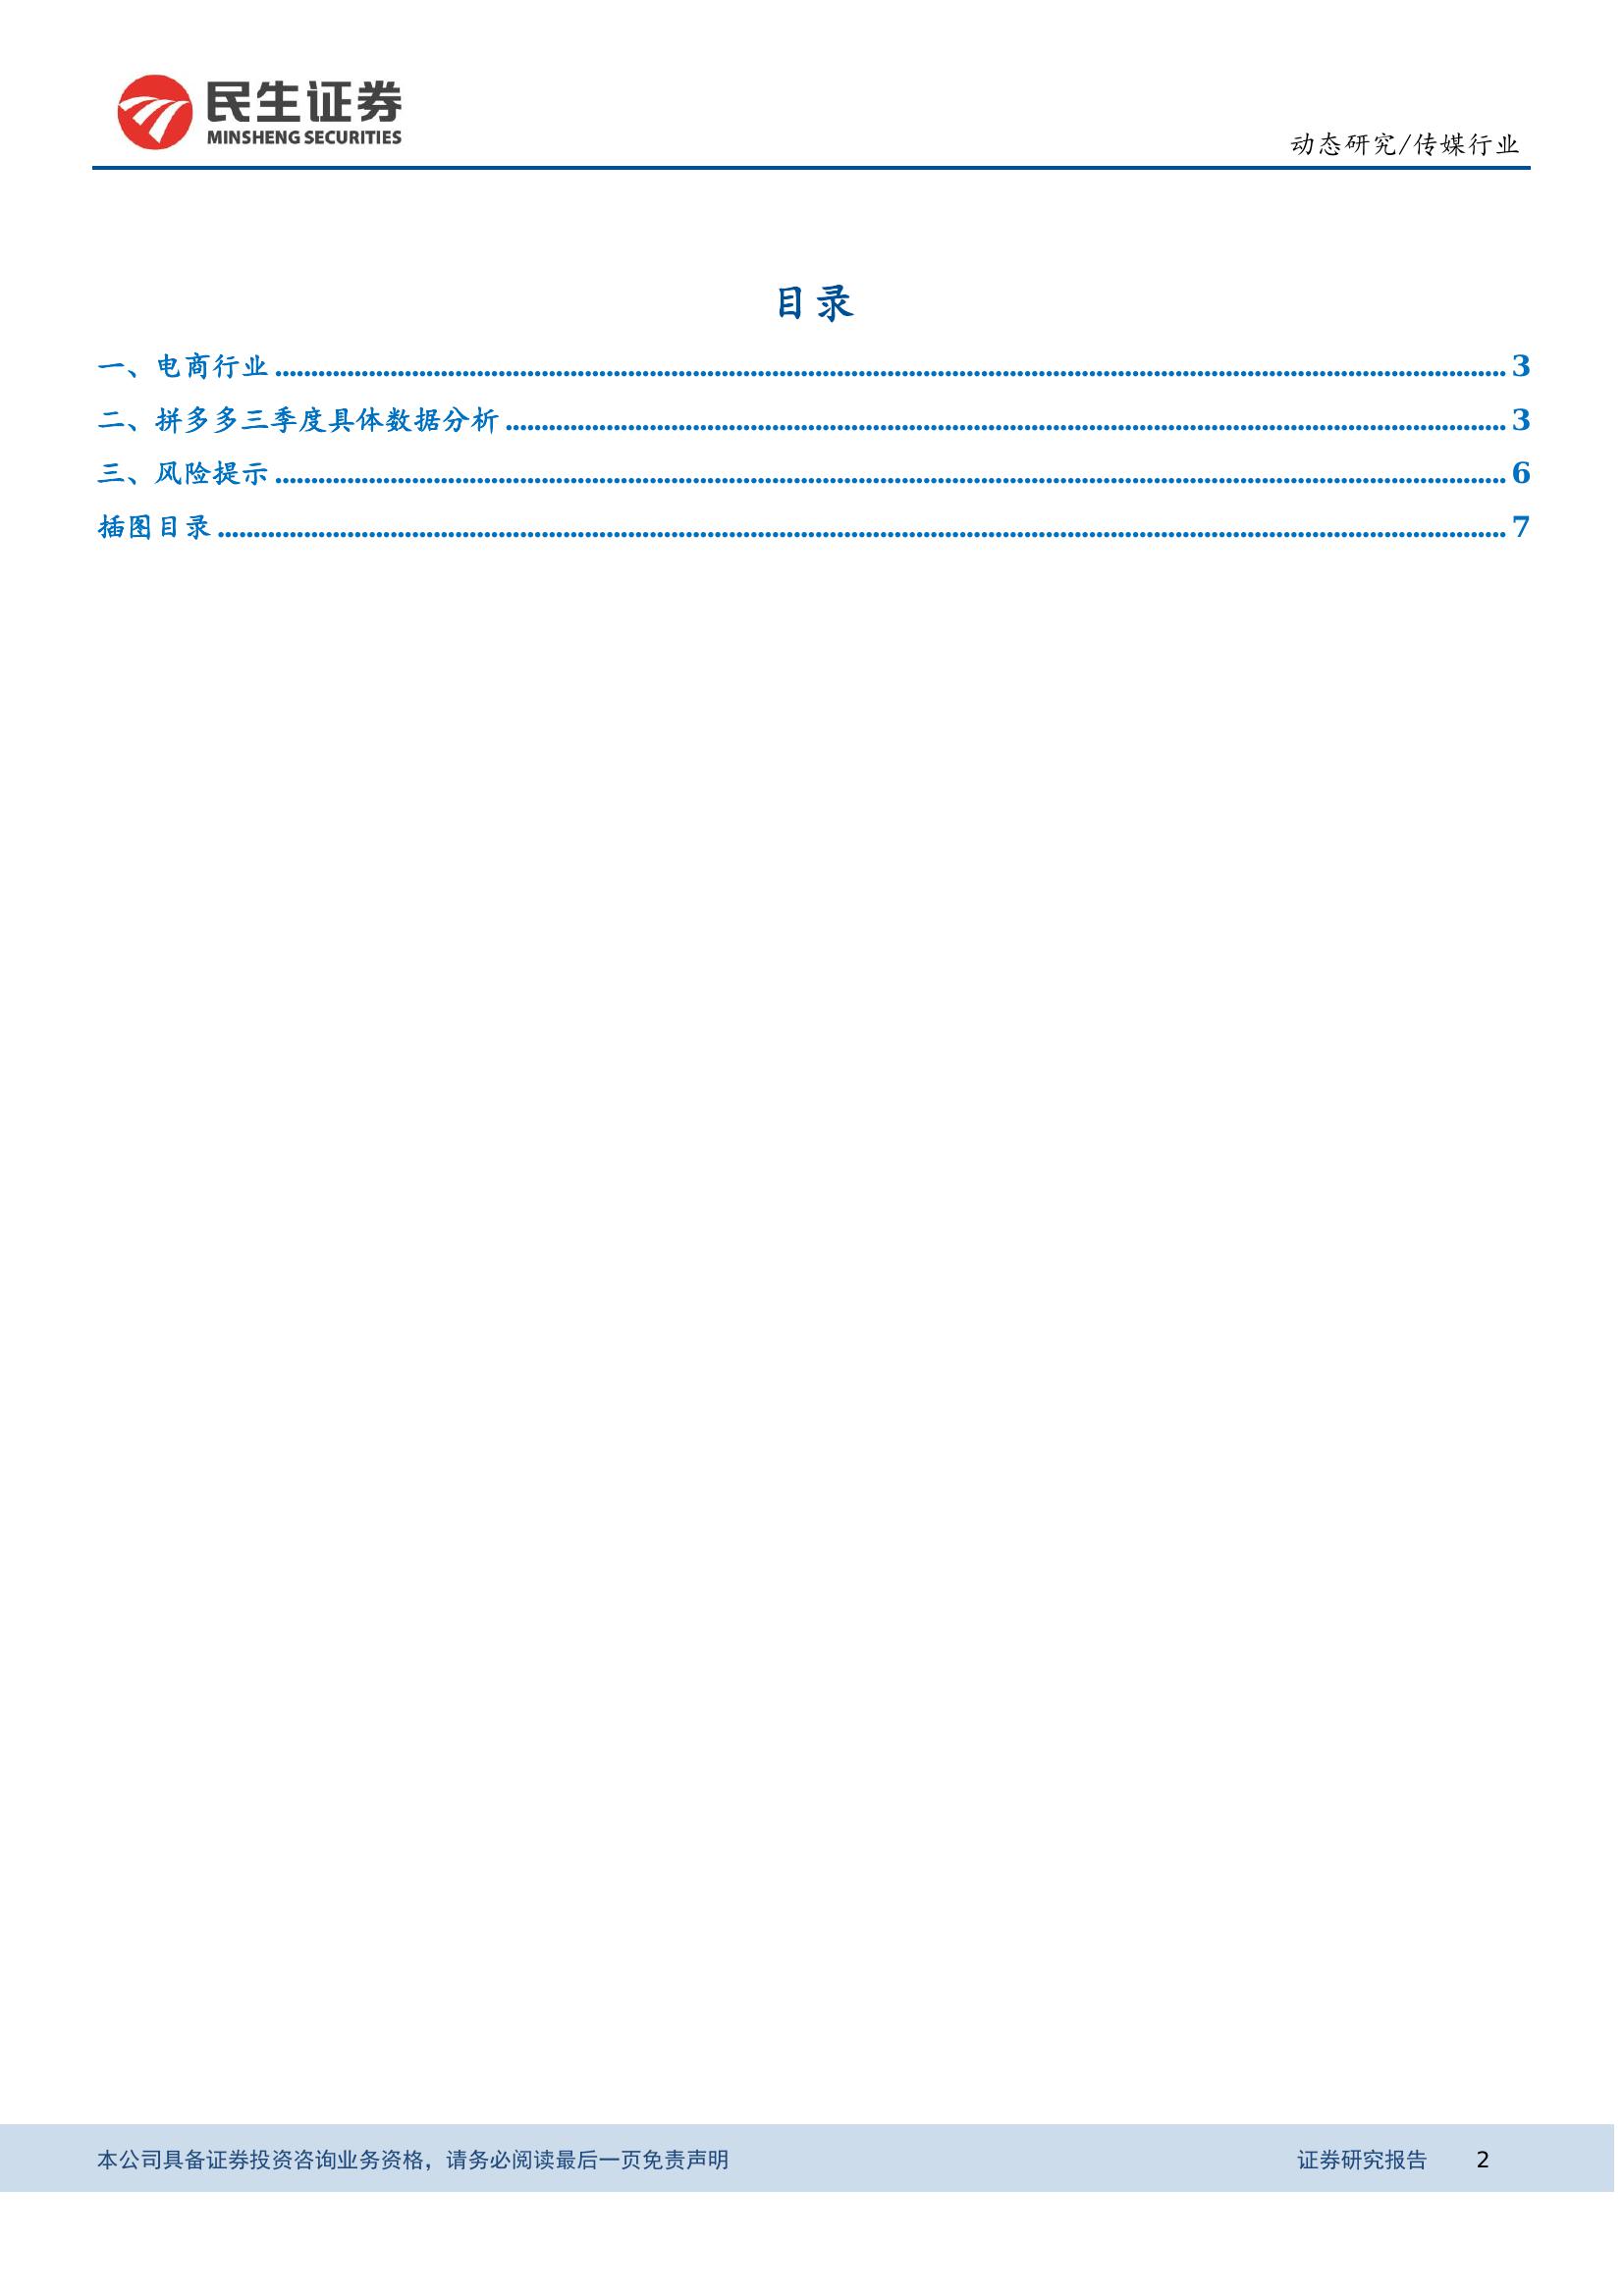 民生证券
MINSHENG SECURITIES
动态研究/传媒行业
目录
一、电商行业........................................ 3
二、拼多多三季度具体数据分析........................................ 3
三、风险提示........................................ 6
插图目录........................................ 7
本公司具备证券投资咨询业务资格，请务必阅读最后一页免责声明 证券研究报告 2